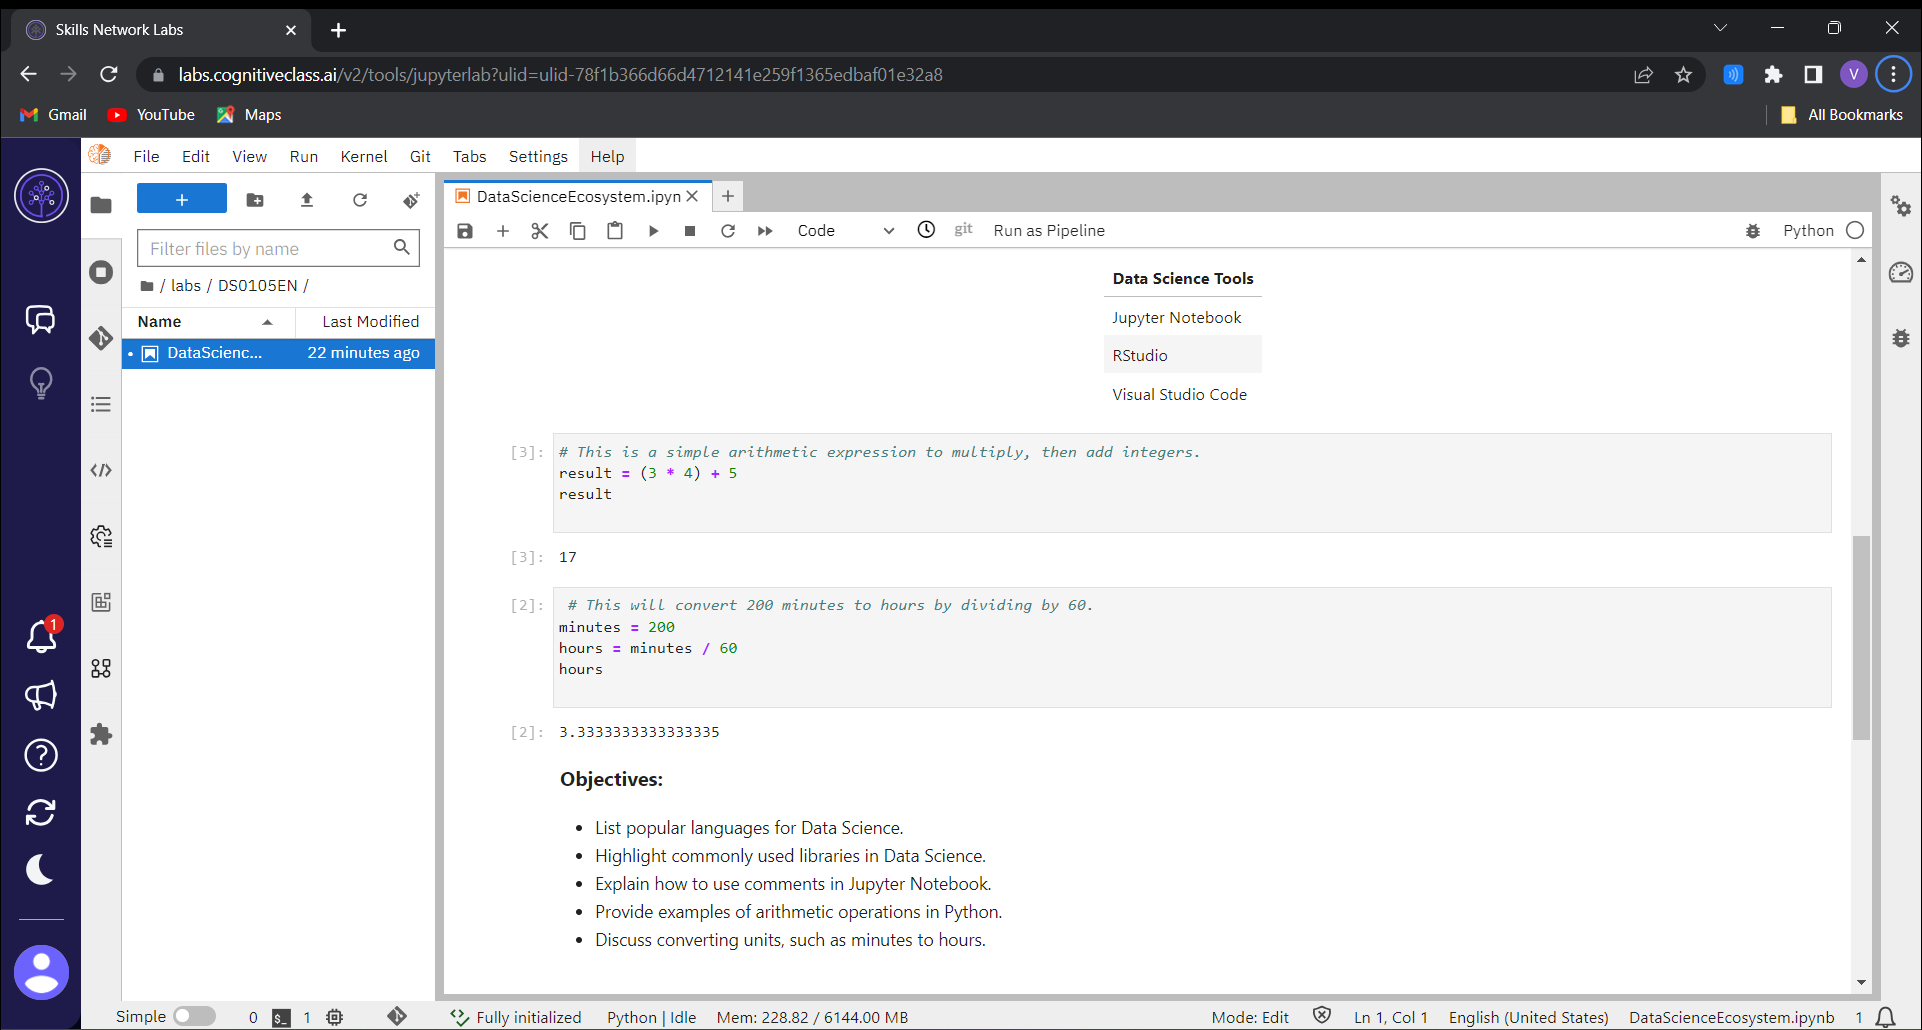 Skills Network Labs
labs.cognitiveclass.ai/v2/tools/jupyterlab?ulid=ulid-78f1b366d66d4712141e259f1365edbaf01e32a8
V
Gmail YouTube Maps All Bookmarks
File Edit View Run Kernel Git Tabs Settings Help
+
DataScienceEcosystem.ipyn
Code git Run as Pipeline Python
Filter files by name
/ labs / DS0105EN /
Name Last Modified
DataScienc... 22 minutes ago
Data Science Tools
Jupyter Notebook
RStudio
Visual Studio Code
[3]: # This is a simple arithmetic expression to multiply, then add integers.
result = (3 * 4) + 5
result
[3]: 17
[2]: # This will convert 200 minutes to hours by dividing by 60.
minutes = 200
hours = minutes / 60
hours
[2]: 3.3333333333333335
Objectives:
• List popular languages for Data Science.
• Highlight commonly used libraries in Data Science.
• Explain how to use comments in Jupyter Notebook.
• Provide examples of arithmetic operations in Python.
• Discuss converting units, such as minutes to hours.
1
Simple 0 $_ 1 Fully initialized Python | Idle Mem: 228.82 / 6144.00 MB Mode: Edit Ln 1, Col 1 English (United States) DataScienceEcosystem.ipynb 1